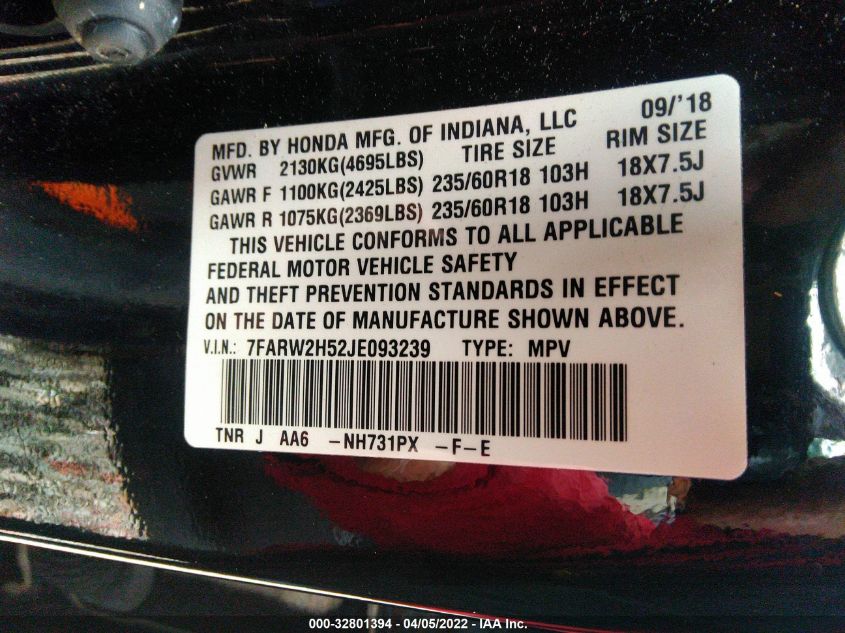 MFD. BY HONDA MFG. OF INDIANA, LLC 09/'18
GVWR 2130KG(4695LBS) TIRE SIZE RIM SIZE
GAWR F 1100KG(2425LBS) 235/60R18 103H 18X7.5J
GAWR R 1075KG(2369LBS) 235/60R18 103H 18X7.5J
THIS VEHICLE CONFORMS TO ALL APPLICABLE
FEDERAL MOTOR VEHICLE SAFETY
AND THEFT PREVENTION STANDARDS IN EFFECT
ON THE DATE OF MANUFACTURE SHOWN ABOVE.
V.I.N.: 7FARW2H52JE093239 TYPE: MPV
TNR J AA6 -NH731PX -F-E
000-32801394 - 04/05/2022 - IAA Inc.